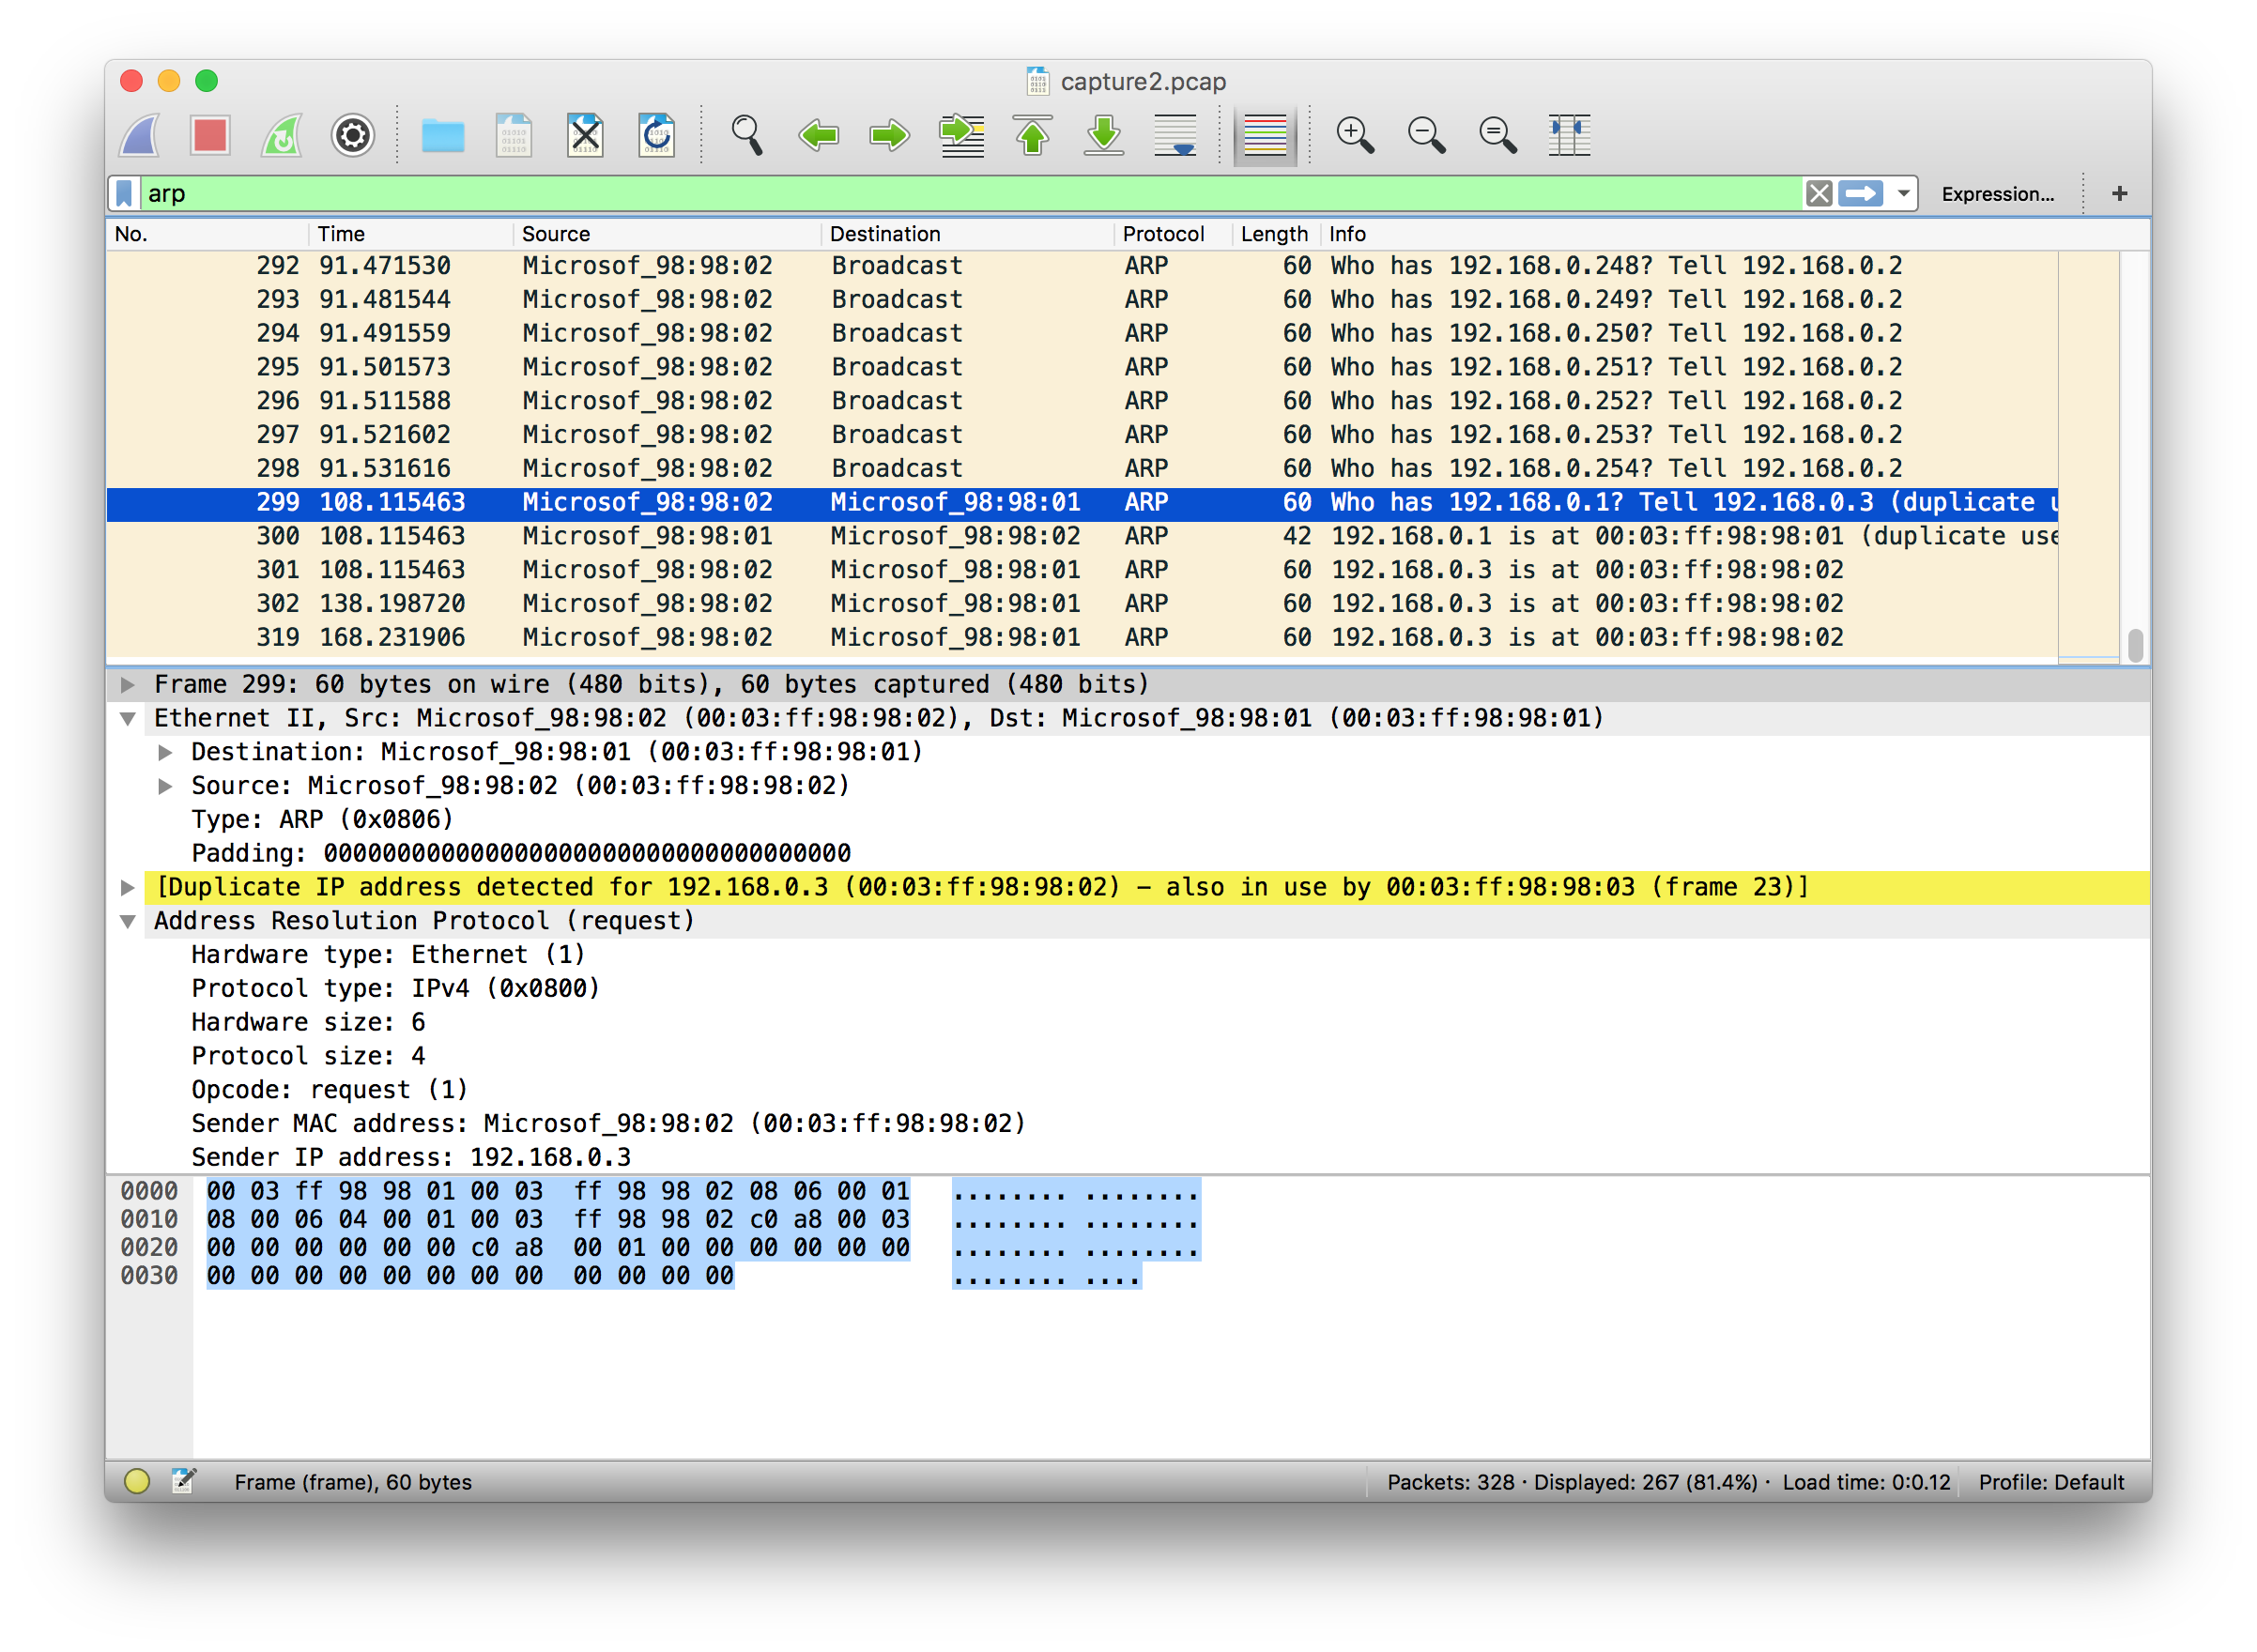 capture2.pcap
arp
Expression...
+
No. Time Source Destination Protocol Length Info
292 91.471530 Microsof_98:98:02 Broadcast ARP 60 Who has 192.168.0.248? Tell 192.168.0.2
293 91.481544 Microsof_98:98:02 Broadcast ARP 60 Who has 192.168.0.249? Tell 192.168.0.2
294 91.491559 Microsof_98:98:02 Broadcast ARP 60 Who has 192.168.0.250? Tell 192.168.0.2
295 91.501573 Microsof_98:98:02 Broadcast ARP 60 Who has 192.168.0.251? Tell 192.168.0.2
296 91.511588 Microsof_98:98:02 Broadcast ARP 60 Who has 192.168.0.252? Tell 192.168.0.2
297 91.521602 Microsof_98:98:02 Broadcast ARP 60 Who has 192.168.0.253? Tell 192.168.0.2
298 91.531616 Microsof_98:98:02 Broadcast ARP 60 Who has 192.168.0.254? Tell 192.168.0.2
299 108.115463 Microsof_98:98:02 Microsof_98:98:01 ARP 60 Who has 192.168.0.1? Tell 192.168.0.3 (duplicate u
300 108.115463 Microsof_98:98:01 Microsof_98:98:02 ARP 42 192.168.0.1 is at 00:03:ff:98:98:01 (duplicate use
301 108.115463 Microsof_98:98:02 Microsof_98:98:01 ARP 60 192.168.0.3 is at 00:03:ff:98:98:02
302 138.198720 Microsof_98:98:02 Microsof_98:98:01 ARP 60 192.168.0.3 is at 00:03:ff:98:98:02
319 168.231906 Microsof_98:98:02 Microsof_98:98:01 ARP 60 192.168.0.3 is at 00:03:ff:98:98:02
Frame 299: 60 bytes on wire (480 bits), 60 bytes captured (480 bits)
Ethernet II, Src: Microsof_98:98:02 (00:03:ff:98:98:02), Dst: Microsof_98:98:01 (00:03:ff:98:98:01)
Destination: Microsof_98:98:01 (00:03:ff:98:98:01)
Source: Microsof_98:98:02 (00:03:ff:98:98:02)
Type: ARP (0x0806)
Padding: 000000000000000000000000000000000000
[Duplicate IP address detected for 192.168.0.3 (00:03:ff:98:98:02) – also in use by 00:03:ff:98:98:03 (frame 23)]
Address Resolution Protocol (request)
Hardware type: Ethernet (1)
Protocol type: IPv4 (0x0800)
Hardware size: 6
Protocol size: 4
Opcode: request (1)
Sender MAC address: Microsof_98:98:02 (00:03:ff:98:98:02)
Sender IP address: 192.168.0.3
0000 00 03 ff 98 98 01 00 03 ff 98 98 02 08 06 00 01 ........ ........
0010 08 00 06 04 00 01 00 03 ff 98 98 02 c0 a8 00 03 ........ ........
0020 00 00 00 00 00 00 c0 a8 00 01 00 00 00 00 00 00 ........ ........
0030 00 00 00 00 00 00 00 00 00 00 00 00 ........ ....
Frame (frame), 60 bytes
Packets: 328 · Displayed: 267 (81.4%) · Load time: 0:0.12
Profile: Default